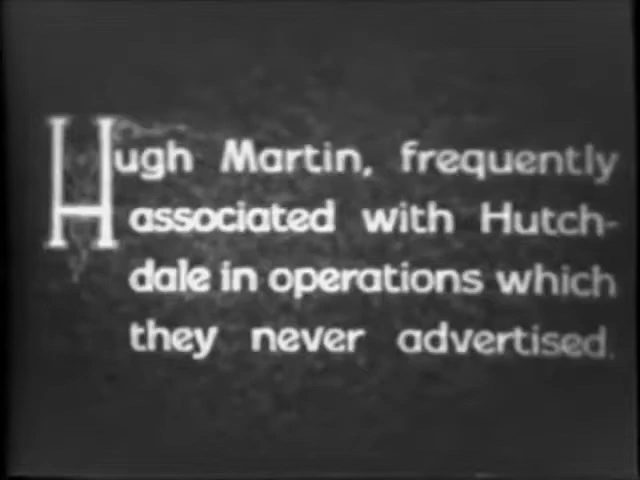 Hugh Martin, frequently
associated with Hutch-
dale in operations which
they never advertised.